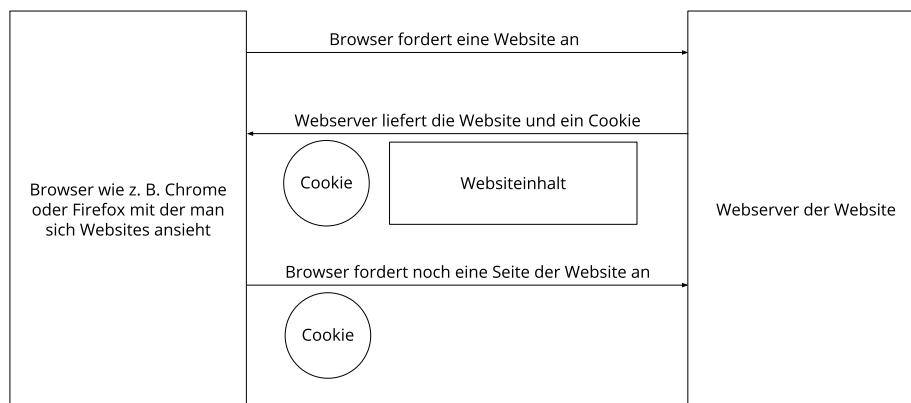 Browser fordert eine Website an
Webserver liefert die Website und ein Cookie
Cookie
Websiteinhalt
Browser wie z. B. Chrome
oder Firefox mit der man
sich Websites ansieht
Webserver der Website
Browser fordert noch eine Seite der Website an
Cookie